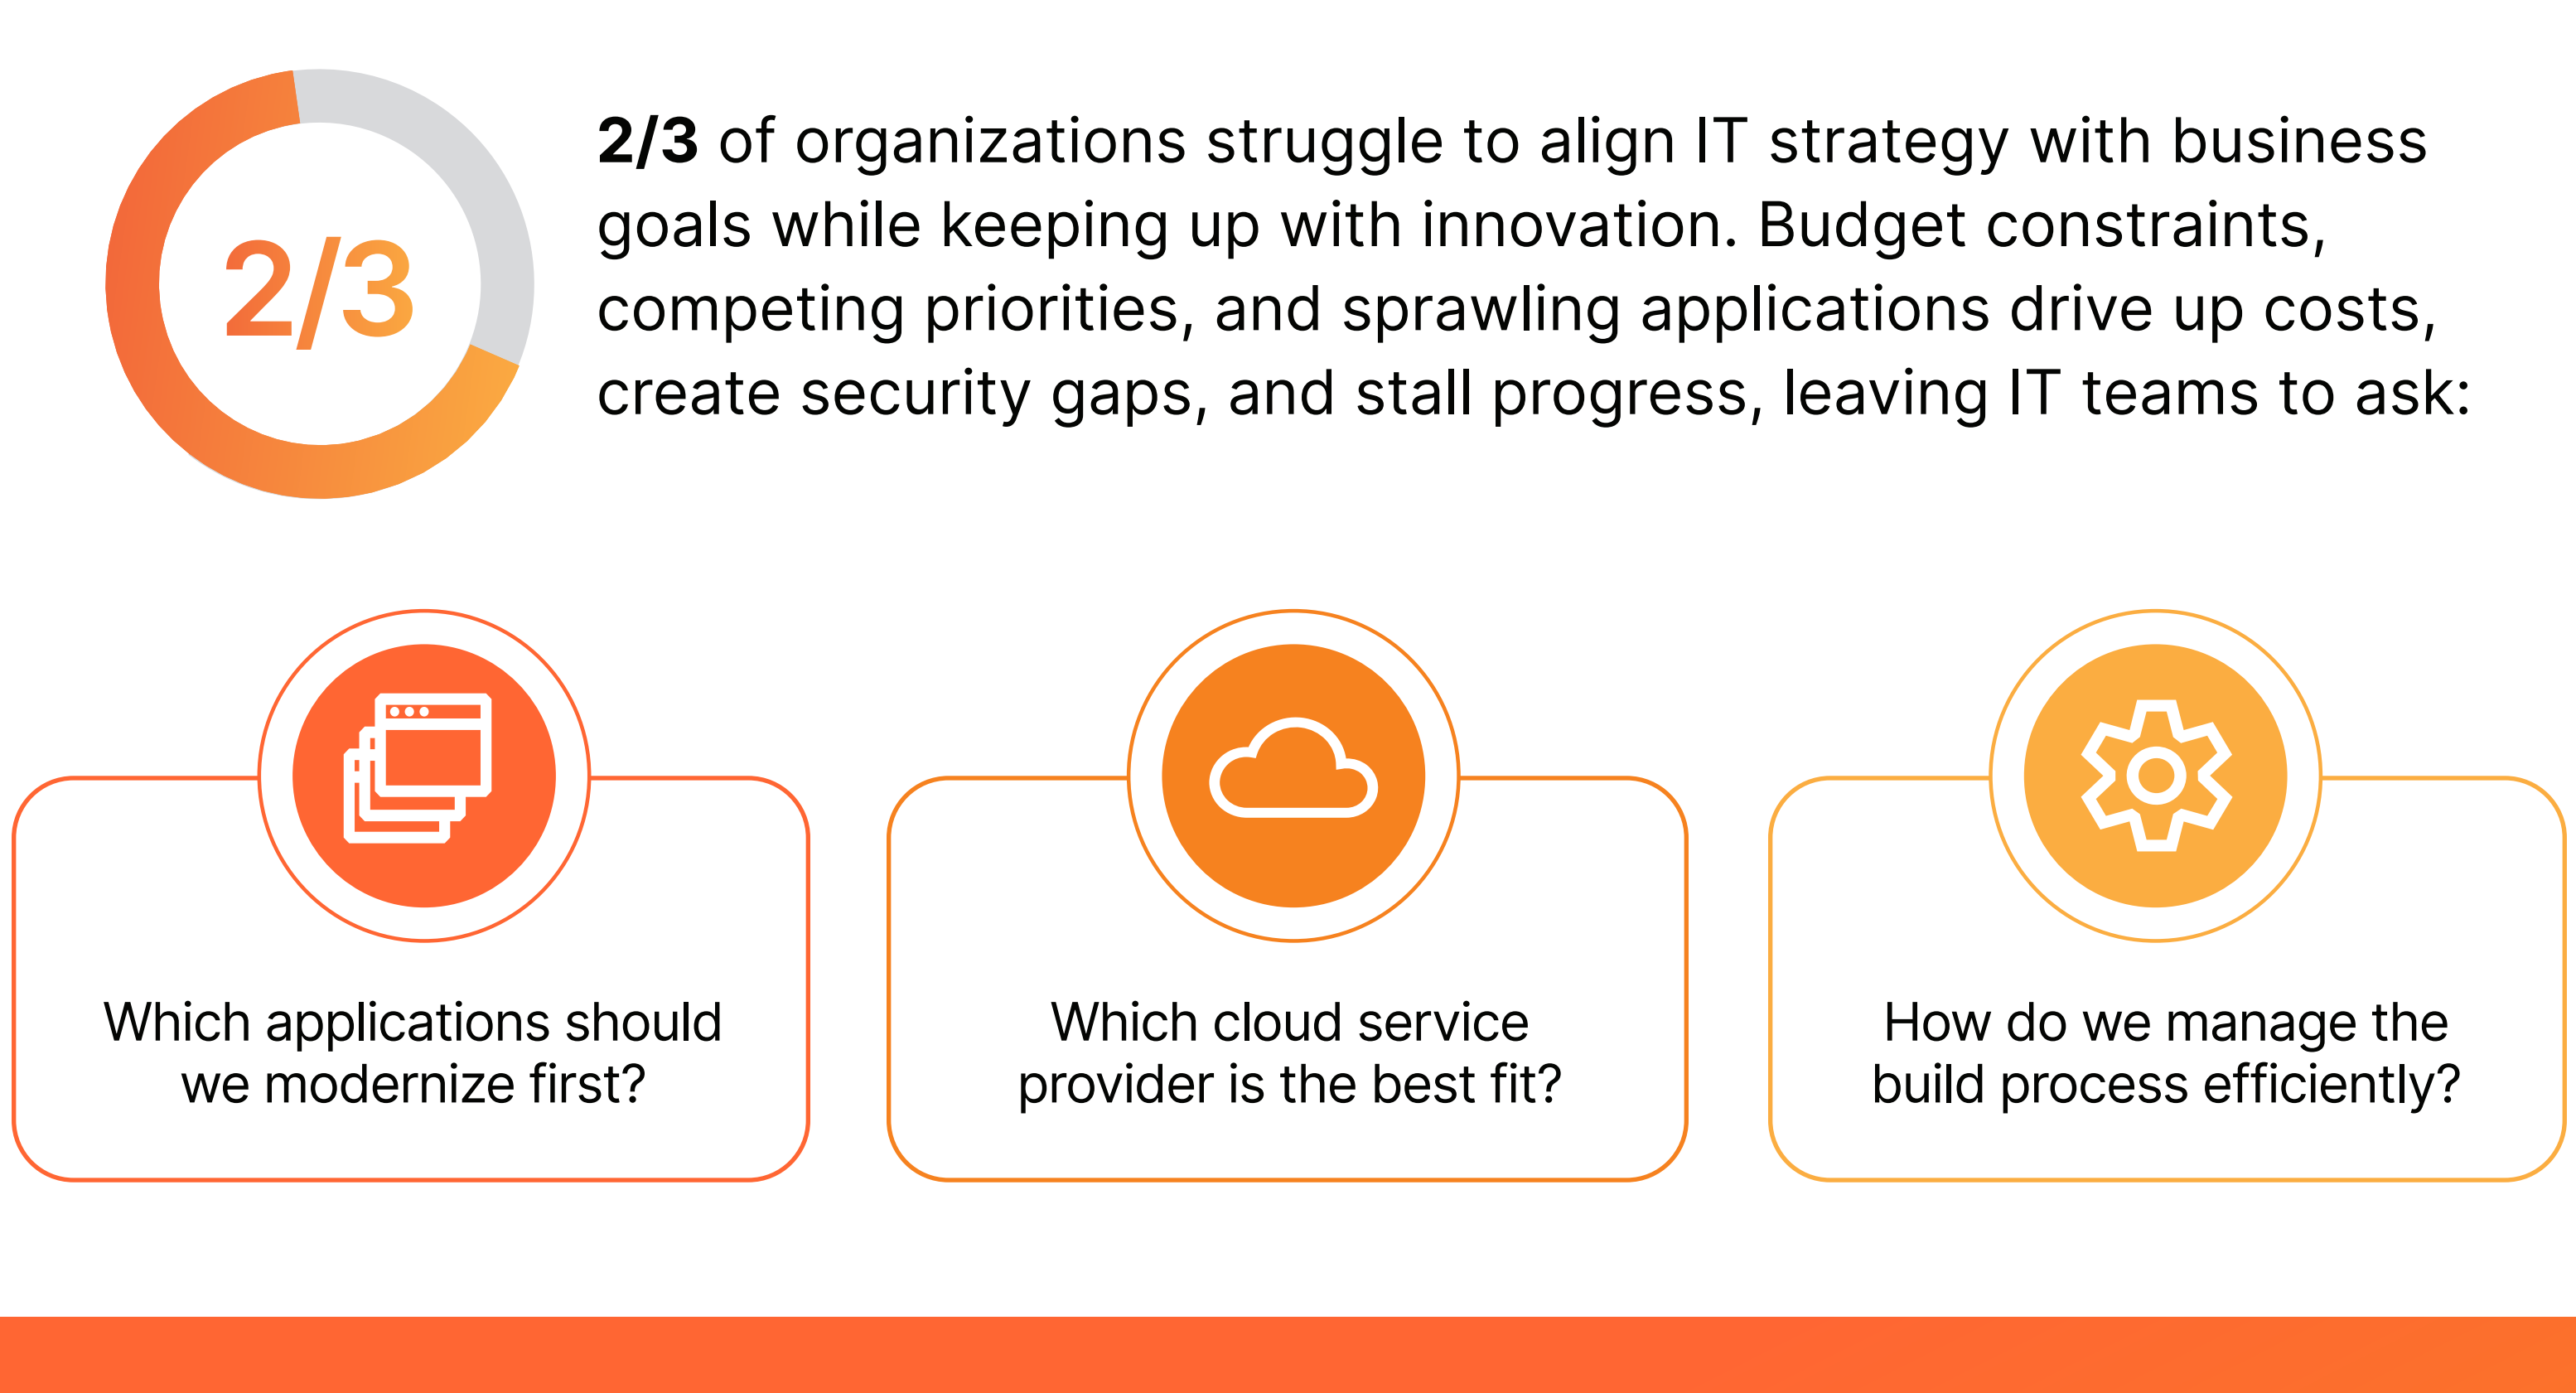 2/3
2/3 of organizations struggle to align IT strategy with business
goals while keeping up with innovation. Budget constraints,
competing priorities, and sprawling applications drive up costs,
create security gaps, and stall progress, leaving IT teams to ask:
Which applications should
we modernize first?
Which cloud service
provider is the best fit?
How do we manage the
build process efficiently?